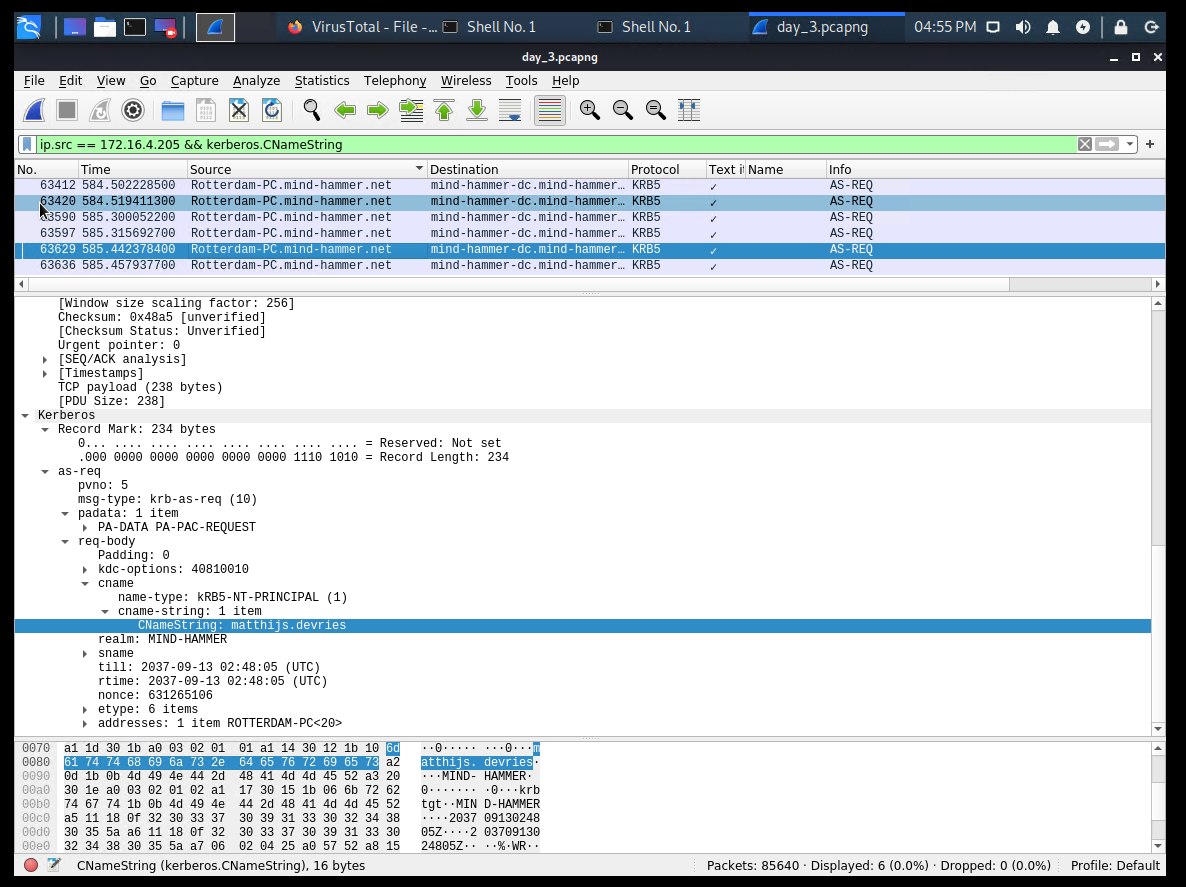 VirusTotal - File -… Shell No. 1 Shell No. 1 day_3.pcapng 04:55 PM
day_3.pcapng
File Edit View Go Capture Analyze Statistics Telephony Wireless Tools Help
ip.src == 172.16.4.205 && kerberos.CNameString
No. Time Source Destination Protocol Text it Name Info
63412 584.502228500 Rotterdam-PC.mind-hammer.net mind-hammer-dc.mind-hammer… KRB5 ✓ AS-REQ
63420 584.519411300 Rotterdam-PC.mind-hammer.net mind-hammer-dc.mind-hammer… KRB5 ✓ AS-REQ
63590 585.300052200 Rotterdam-PC.mind-hammer.net mind-hammer-dc.mind-hammer… KRB5 ✓ AS-REQ
63597 585.315692700 Rotterdam-PC.mind-hammer.net mind-hammer-dc.mind-hammer… KRB5 ✓ AS-REQ
63629 585.442378400 Rotterdam-PC.mind-hammer.net mind-hammer-dc.mind-hammer… KRB5 ✓ AS-REQ
63636 585.457937700 Rotterdam-PC.mind-hammer.net mind-hammer-dc.mind-hammer… KRB5 ✓ AS-REQ
[Window size scaling factor: 256]
Checksum: 0x48a5 [unverified]
[Checksum Status: Unverified]
Urgent pointer: 0
[SEQ/ACK analysis]
[Timestamps]
TCP payload (238 bytes)
[PDU Size: 238]
Kerberos
Record Mark: 234 bytes
0... .... .... .... .... .... .... .... = Reserved: Not set
.000 0000 0000 0000 0000 0000 1110 1010 = Record Length: 234
as-req
pvno: 5
msg-type: krb-as-req (10)
padata: 1 item
PA-DATA PA-PAC-REQUEST
req-body
Padding: 0
kdc-options: 40810010
cname
name-type: kRB5-NT-PRINCIPAL (1)
cname-string: 1 item
CNameString: matthijs.devries
realm: MIND-HAMMER
sname
till: 2037-09-13 02:48:05 (UTC)
rtime: 2037-09-13 02:48:05 (UTC)
nonce: 631265106
etype: 6 items
addresses: 1 item ROTTERDAM-PC<20>
0070 a1 1d 30 1b a0 03 02 01 01 a1 14 30 12 1b 10 6d ··0····· ···0···m
0080 61 74 74 68 69 6a 73 2e 64 65 76 72 69 65 73 a2 atthijs. devries·
0090 0d 1b 0b 4d 49 4e 44 2d 48 41 4d 4d 45 52 a3 20 ···MIND- HAMMER· 
00a0 30 1e a0 03 02 01 02 a1 17 30 15 1b 06 6b 72 62 0······· ·0···krb
00b0 74 67 74 1b 0b 4d 49 4e 44 2d 48 41 4d 4d 45 52 tgt··MIN D-HAMMER
00c0 a5 11 18 0f 32 30 33 37 30 39 31 33 30 32 34 38 ····2037 09130248
00d0 30 35 5a a6 11 18 0f 32 30 33 37 30 39 31 33 30 05Z····2 03709130
00e0 32 34 38 30 35 5a a7 06 02 04 25 a0 57 52 a8 15 24805Z·· ··%·WR··
CNameString (kerberos.CNameString), 16 bytes Packets: 85640 · Displayed: 6 (0.0%) · Dropped: 0 (0.0%) Profile: Default